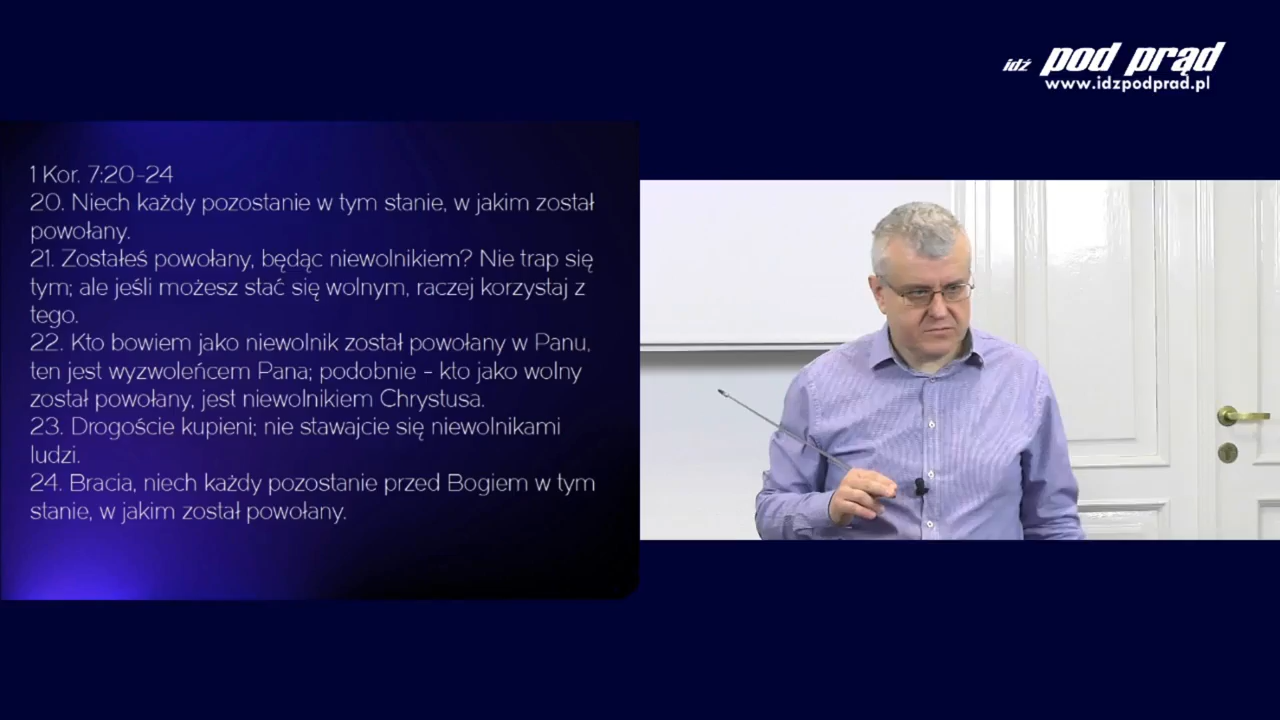 idź pod prąd
www.idzpodprad.pl
1 Kor. 7:20-24
20. Niech każdy pozostanie w tym stanie, w jakim został
powołany.
21. Zostałeś powołany, będąc niewolnikiem? Nie trap się
tym; ale jeśli możesz stać się wolnym, raczej korzystaj z
tego.
22. Kto bowiem jako niewolnik został powołany w Panu,
ten jest wyzwoleńcem Pana; podobnie - kto jako wolny
został powołany, jest niewolnikiem Chrystusa.
23. Drogoście kupieni; nie stawajcie się niewolnikami
ludzi.
24. Bracia, niech każdy pozostanie przed Bogiem w tym
stanie, w jakim został powołany.